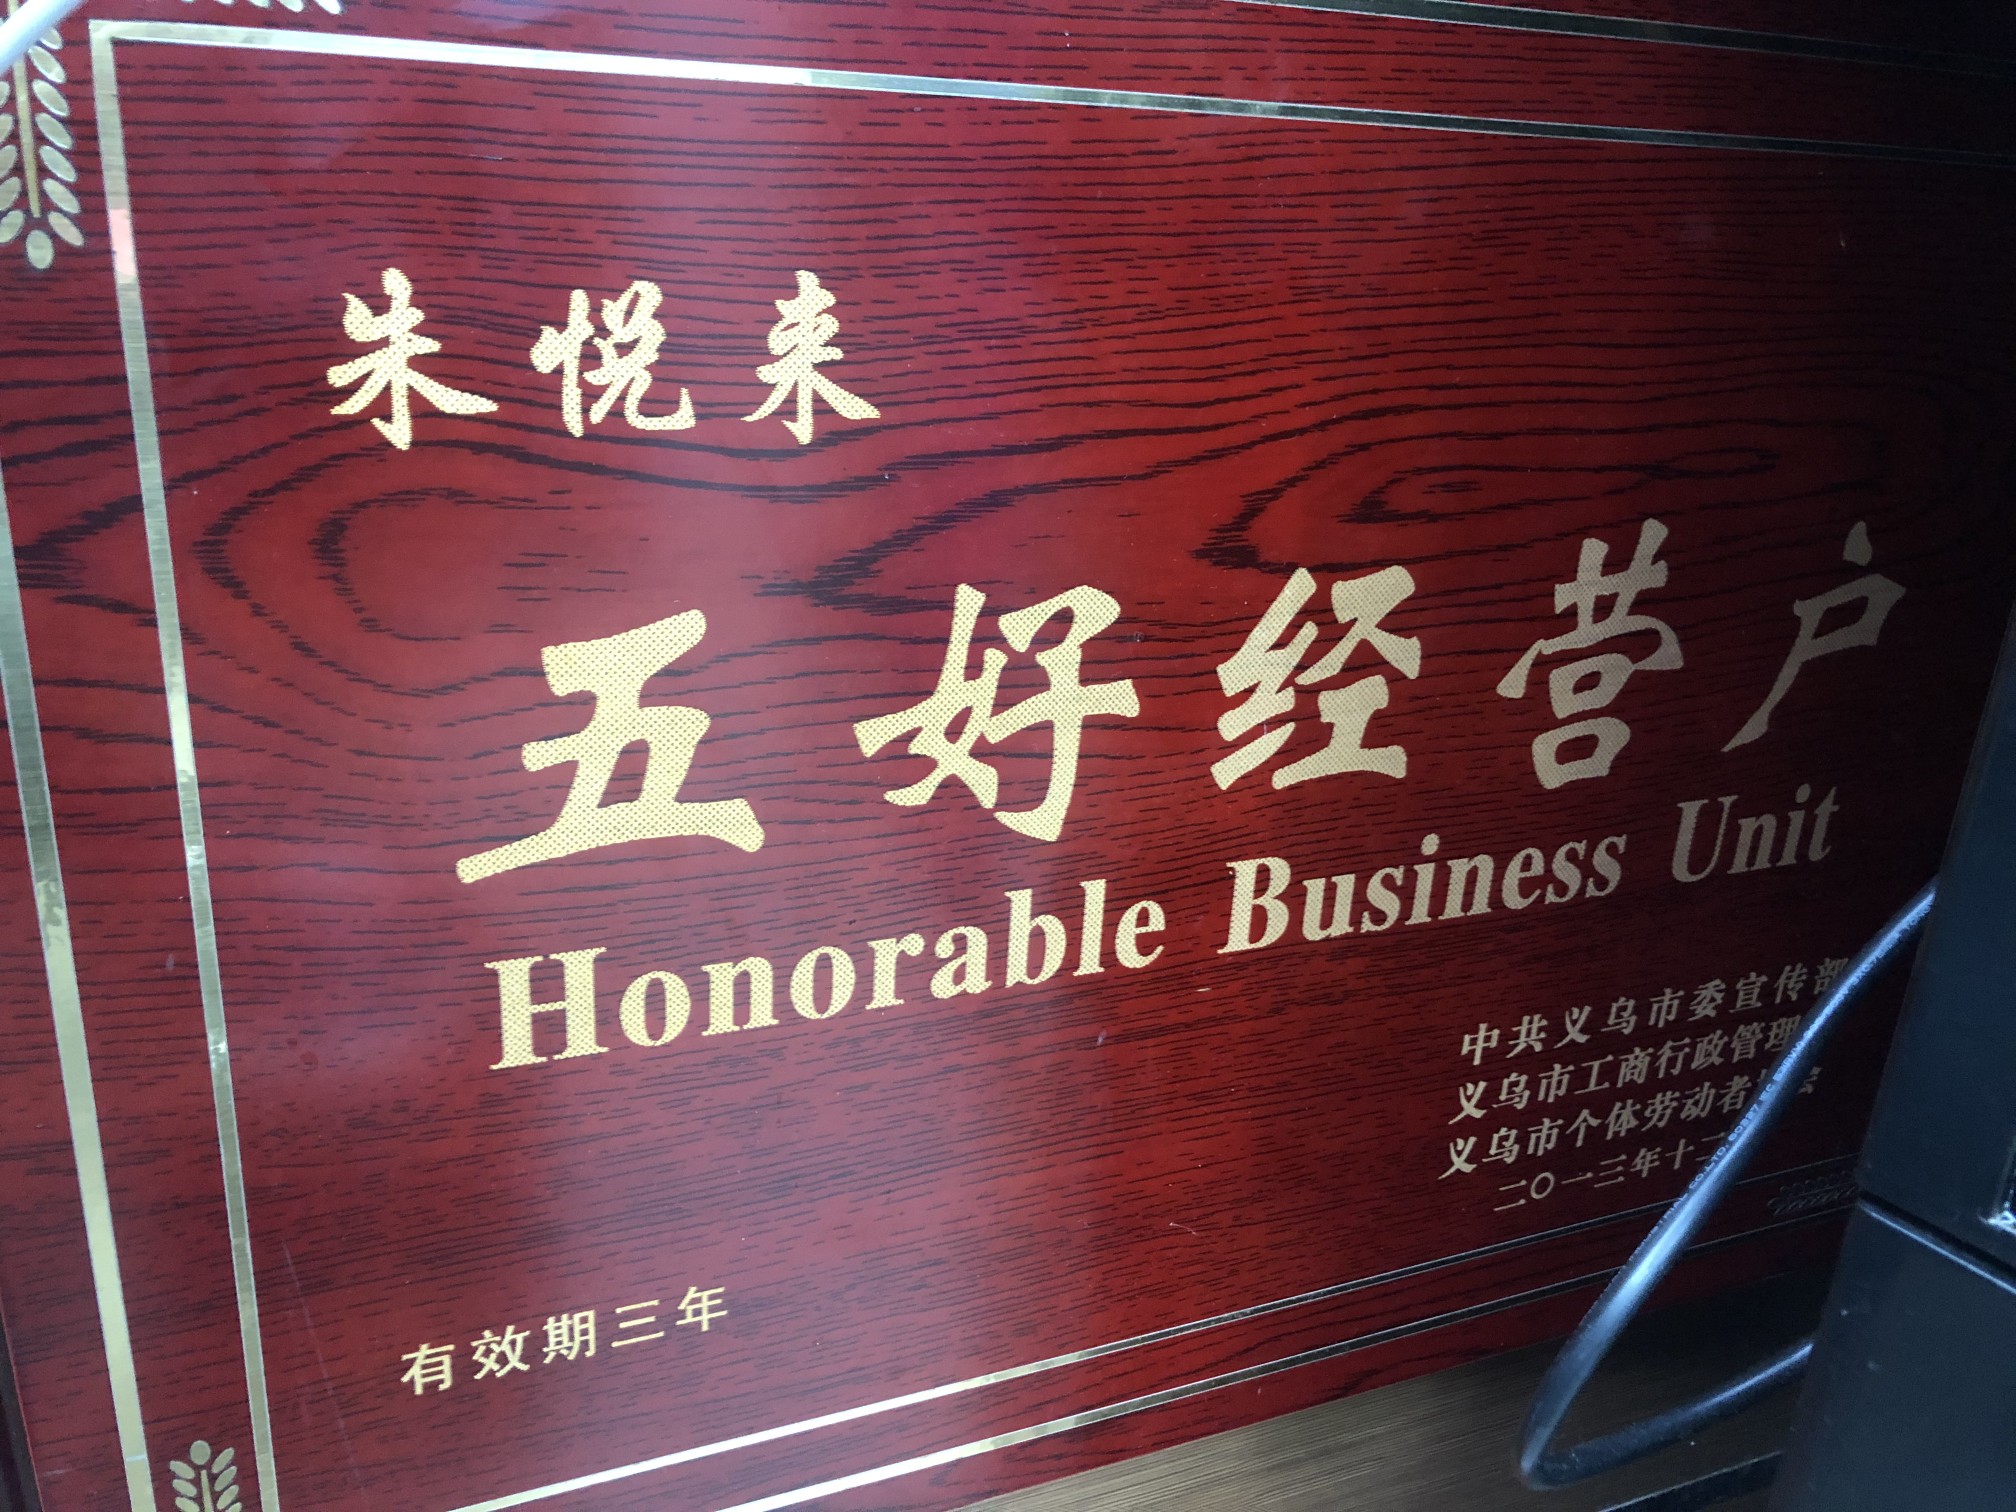 朱悦来
五好经营户
Honorable Business Unit
中共义乌市委宣传部
义乌市工商行政管理
义乌市个体劳动者 会
二〇一三年十二
有效期三年